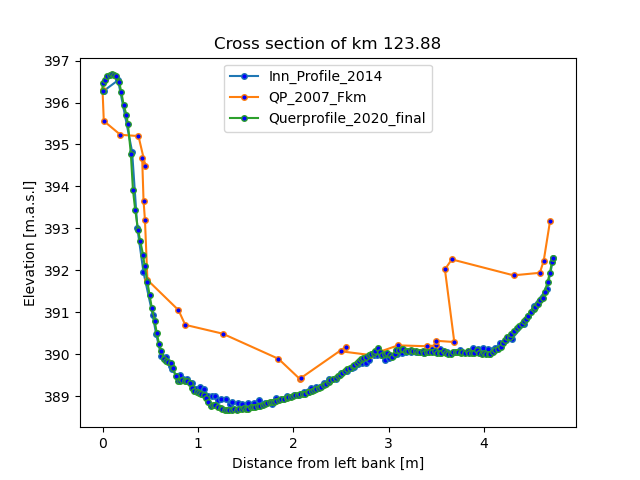 Cross section of km 123.88
Inn_Profile_2014
QP_2007_Fkm
Querprofile_2020_final
397
396
395
394
393
392
391
390
389
Elevation [m.a.s.l]
0 1 2 3 4
Distance from left bank [m]